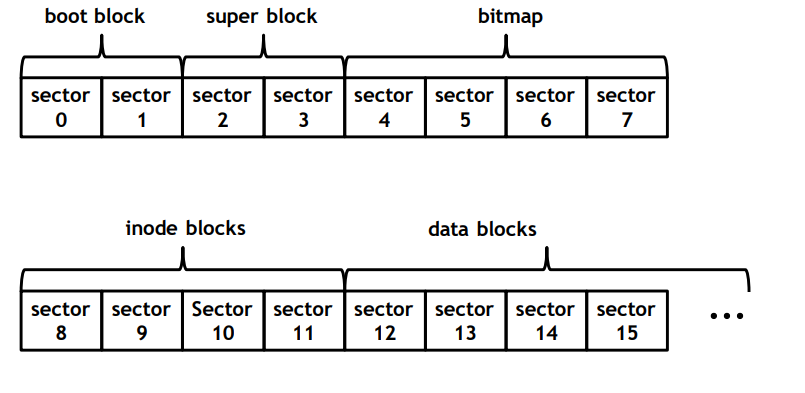 boot block super block bitmap
sector sector sector sector sector sector sector sector
0 1 2 3 4 5 6 7
inode blocks data blocks
sector sector Sector sector sector sector sector sector
8 9 10 11 12 13 14 15
...